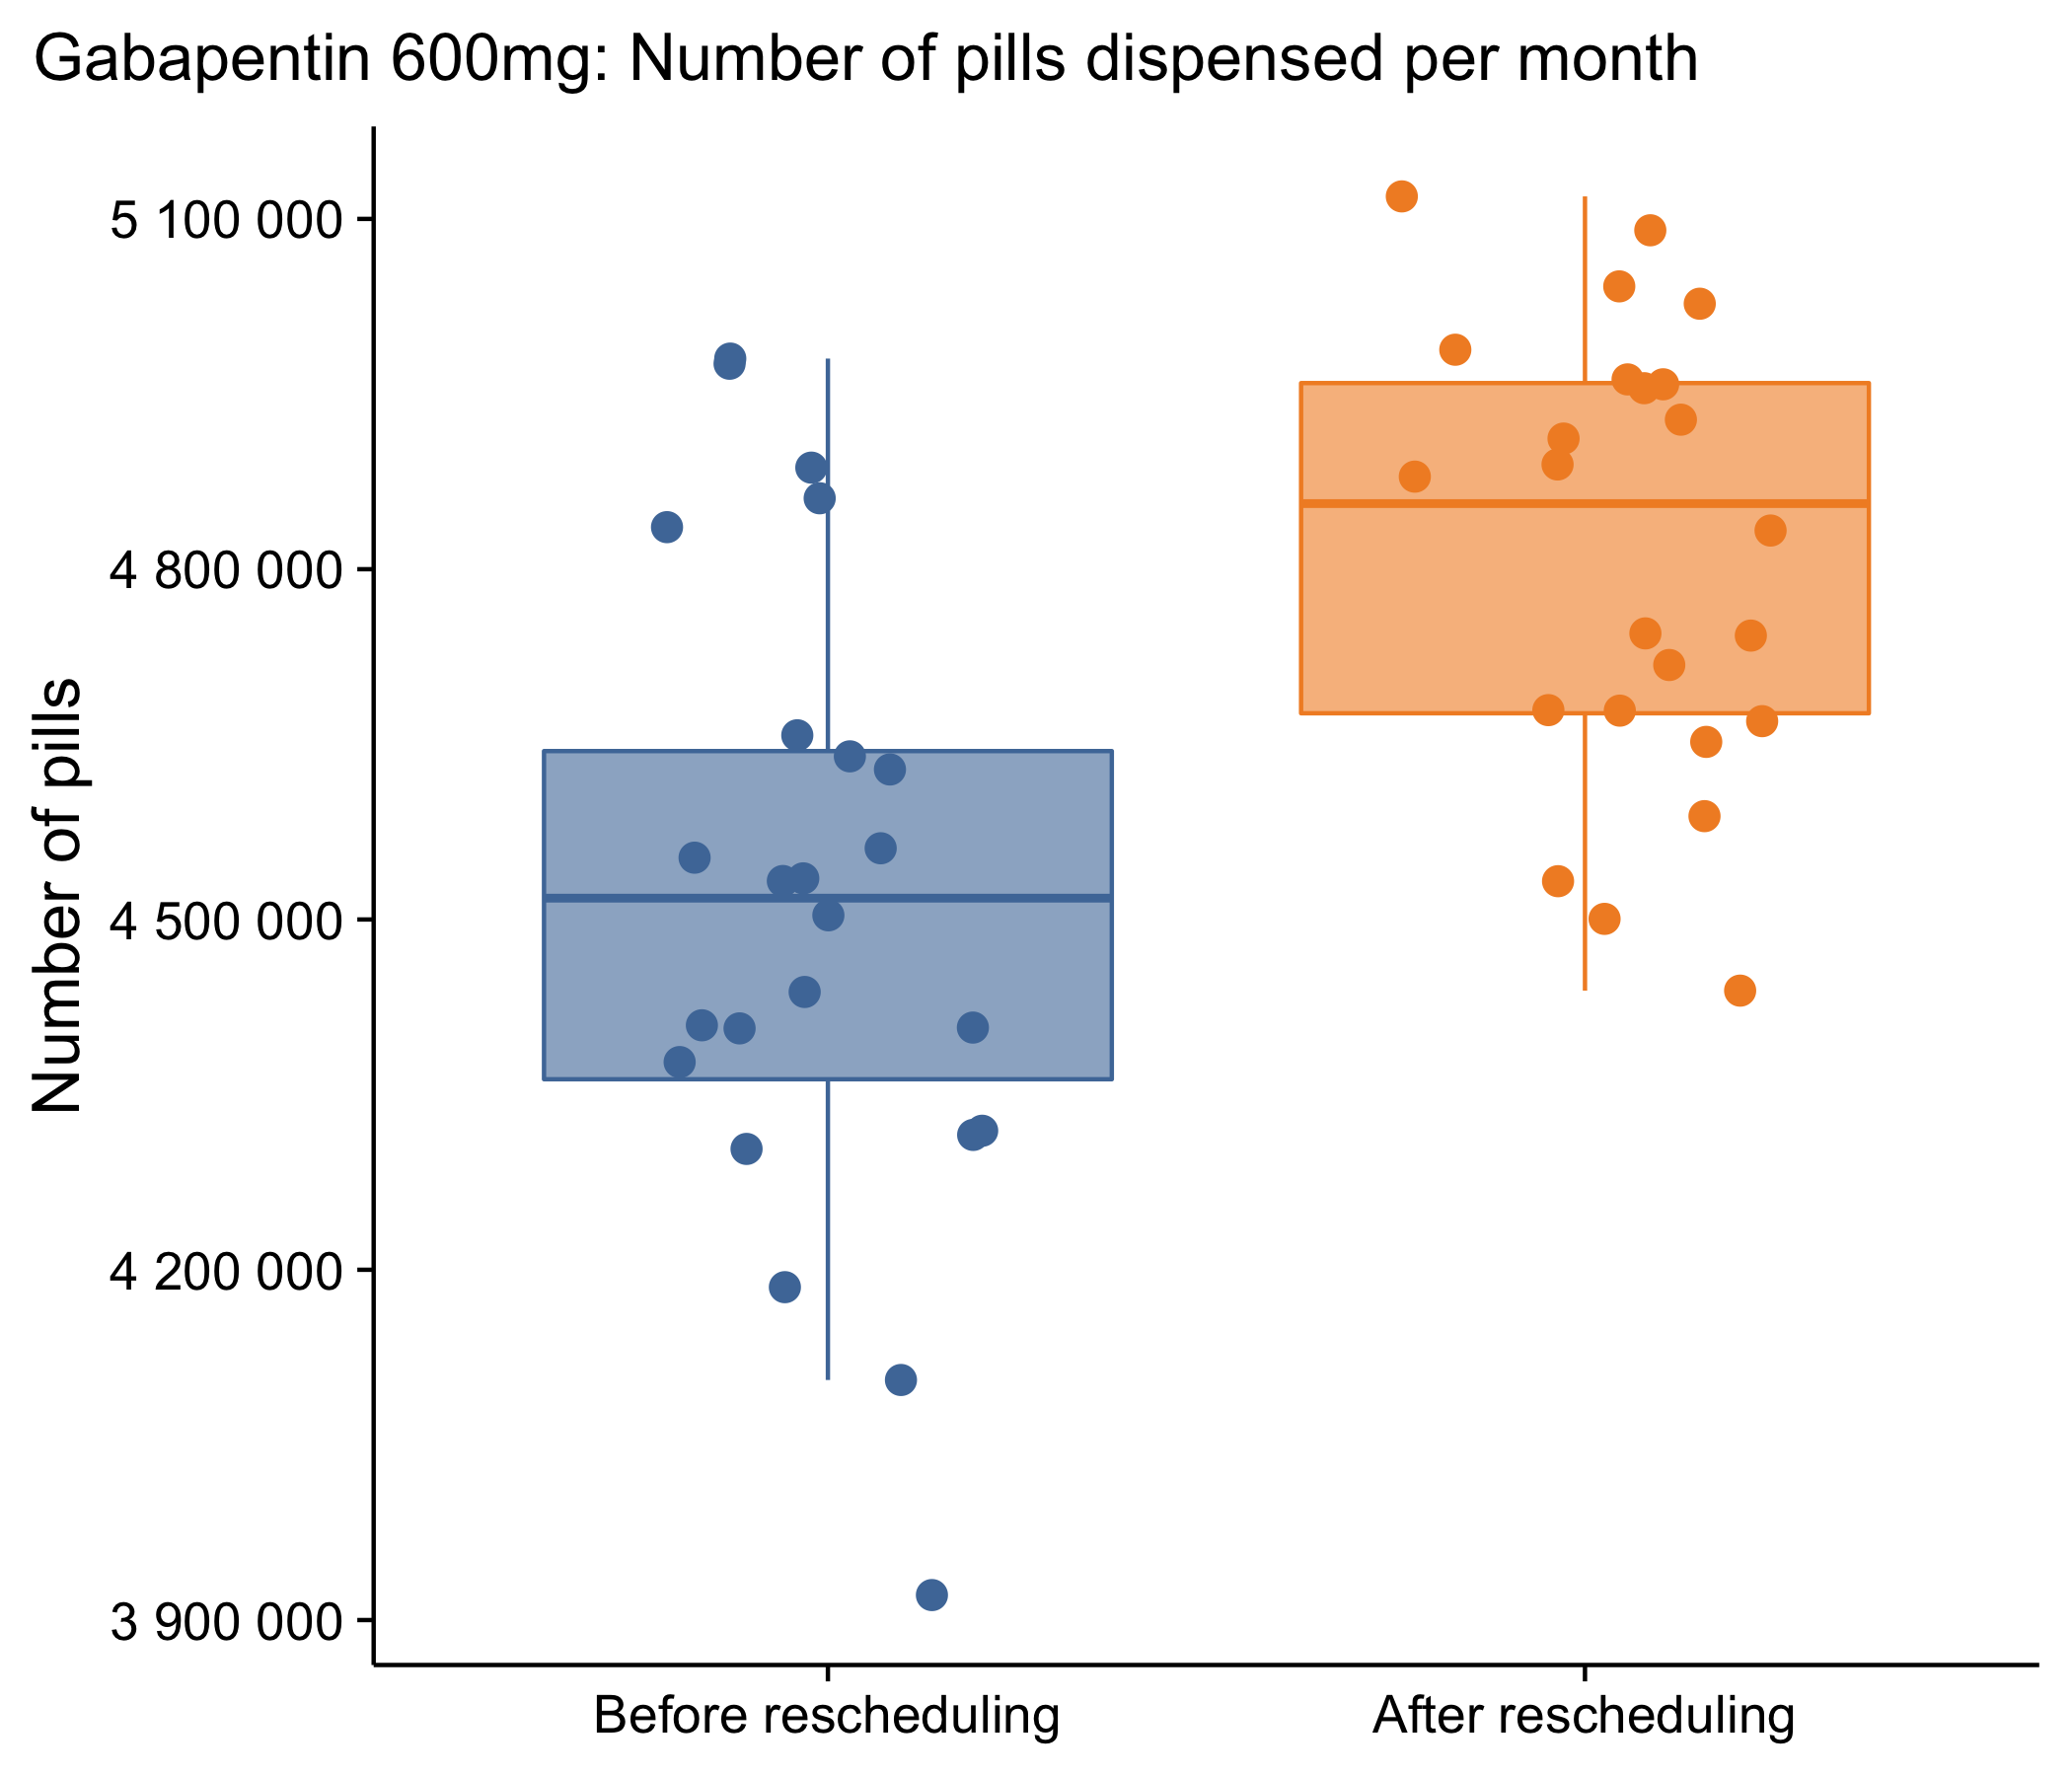 Gabapentin 600mg: Number of pills dispensed per month
Number of pills
5 100 000
4 800 000
4 500 000
4 200 000
3 900 000
Before rescheduling
After rescheduling